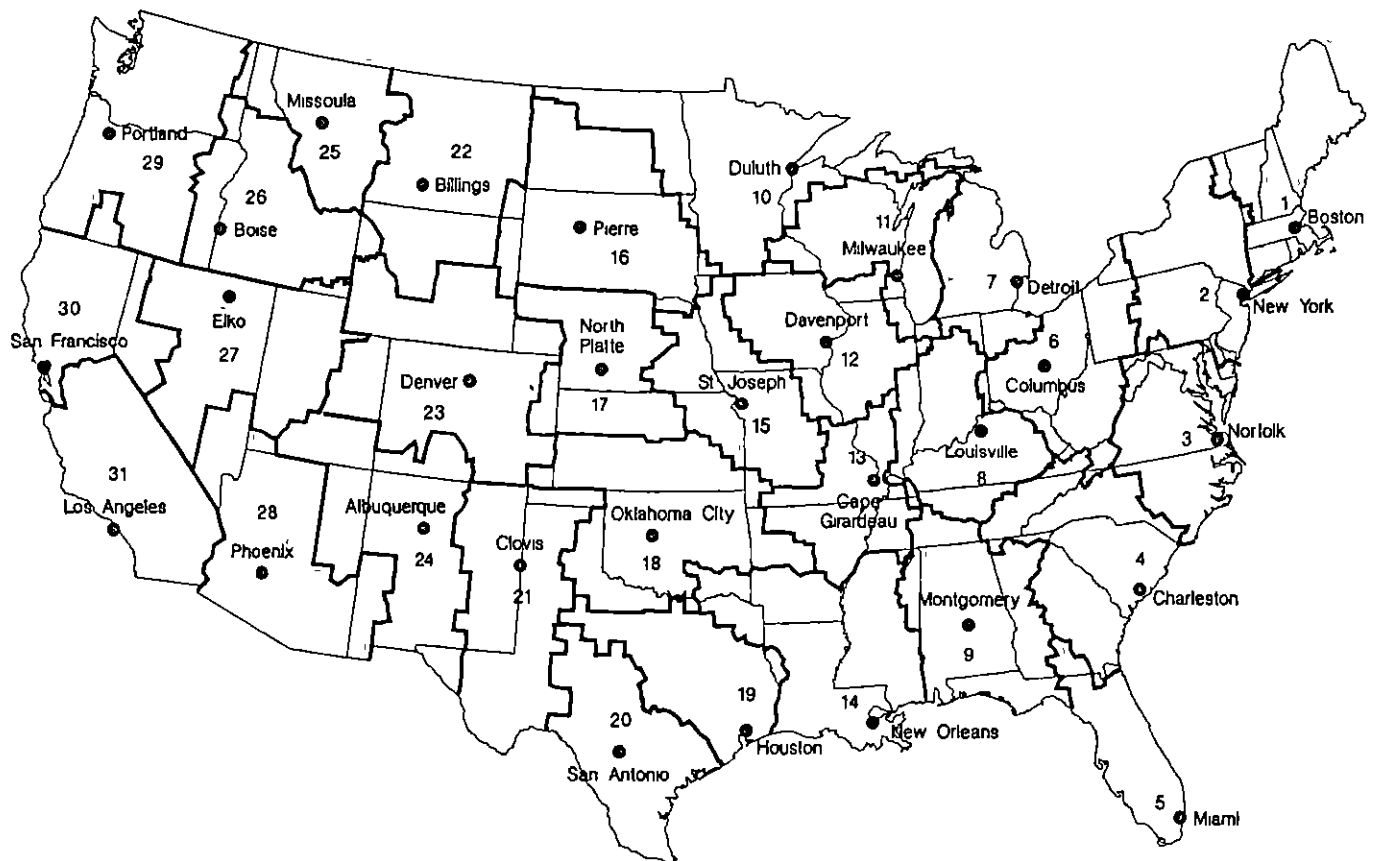 Missoula
Portland
29
25
22
Billings
26
Boise
Duluth
10
11
Milwaukee
1
Boston
Pierre
16
7
Detroit
2
New York
30
San Francisco
Elko
27
North
Platte
Davenport
12
6
Columbus
Denver
23
17
St Joseph
15
3
Norfolk
31
Los Angeles
28
Phoenix
Albuquerque
24
Clovis
21
Oklahoma City
18
13
Cape
Girardeau
Louisville
8
4
Charleston
Montgomery
9
19
Houston
20
San Antonio
14
New Orleans
5
Miami